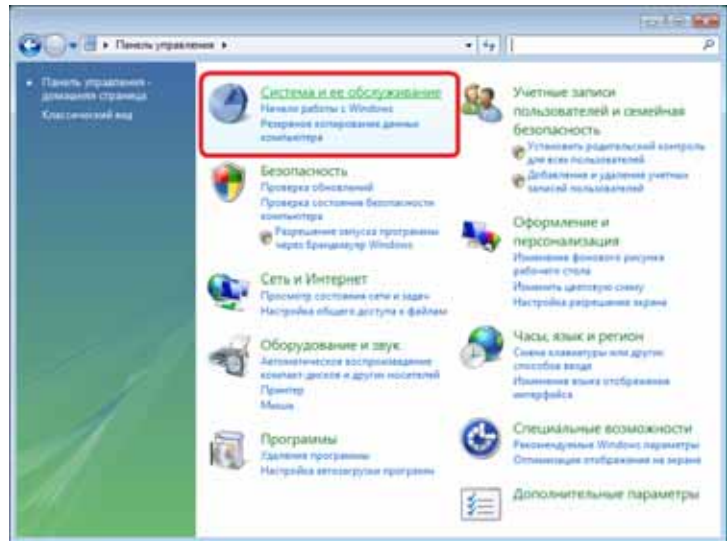 Панель управления
Панель управления -
домашняя страница
Классический вид
Система и ее обслуживание
Начало работы с Windows
Резервное копирование данных
компьютера
Безопасность
Проверка обновлений
Проверка состояния безопасности
компьютера
Разрешение запуска программы
через брандмауэр Windows
Сеть и Интернет
Просмотр состояния сети и задач
Настройка общего доступа к файлам
Оборудование и звук
Автоматическое воспроизведение
компакт-дисков и других носителей
Принтер
Мышь
Программы
Удаление программы
Настройка автозагрузки программ
Учетные записи
пользователей и семейная
безопасность
Установить родительский контроль
для всех пользователей
Добавление и удаление учетных
записей пользователей
Оформление и
персонализация
Изменение фонового рисунка
рабочего стола
Изменить цветовую схему
Настройка разрешения экрана
Часы, язык и регион
Смена клавиатуры или других
способов ввода
Изменение языка отображения
интерфейса
Специальные возможности
Рекомендуемые Windows параметры
Оптимизация отображения на экране
Дополнительные параметры